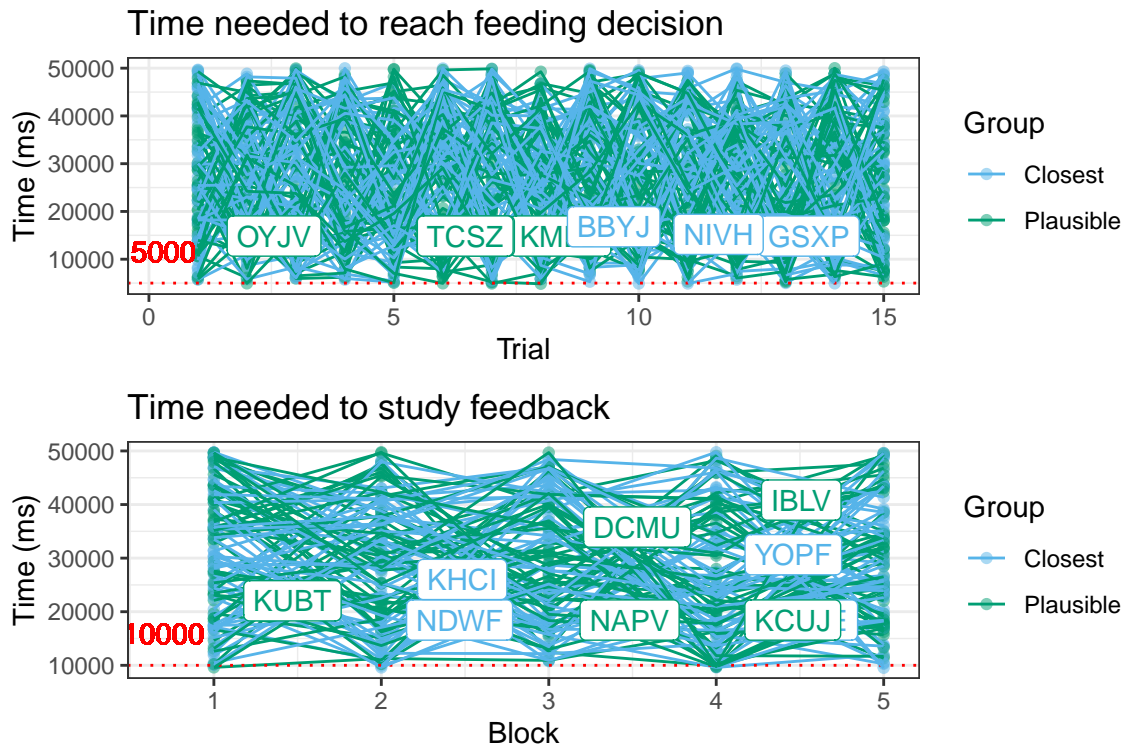 Time needed to reach feeding decision
Time (ms)
50000
40000
30000
20000
10000
5000
OYJV
TCSZ
BBYJ
NIVH
GSXP
0
5
10
15
Trial
Group
Closest
Plausible
Time needed to study feedback
Time (ms)
50000
40000
30000
20000
10000
10000
KUBT
KHCI
NDWF
DCMU
NAPV
IBLV
YOPF
KCUJ
1
2
3
4
5
Block
Group
Closest
Plausible